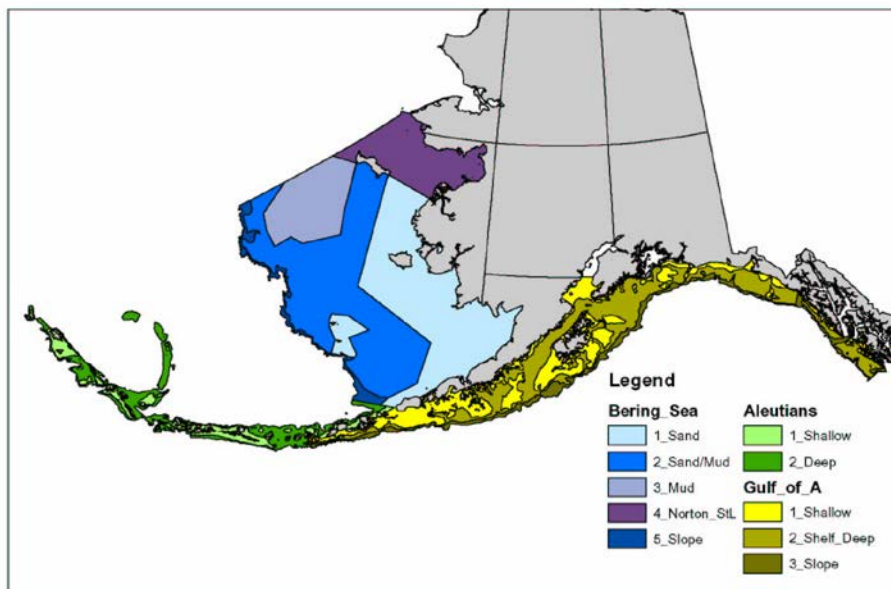 Legend
Bering_Sea
1_Sand
2_Sand/Mud
3_Mud
4_Norton_StL
5_Slope
Aleutians
1_Shallow
2_Deep
Gulf_of_A
1_Shallow
2_Shelf_Deep
3_Slope